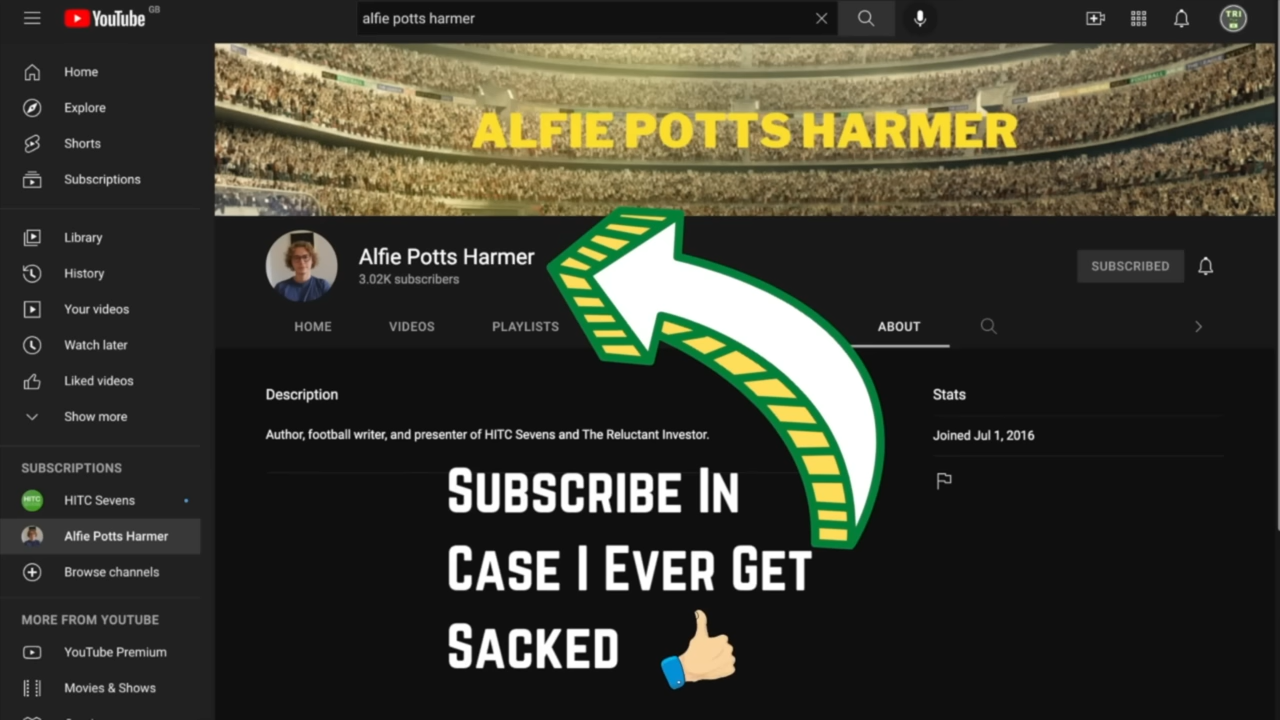 YouTube GB
alfie potts harmer
TRI
Home
Explore
Shorts
Subscriptions
Library
History
Your videos
Watch later
Liked videos
Show more
SUBSCRIPTIONS
HITC HITC Sevens
Alfie Potts Harmer
Browse channels
MORE FROM YOUTUBE
YouTube Premium
Movies & Shows
ALFIE POTTS HARMER
Alfie Potts Harmer
3.02K subscribers
SUBSCRIBED
HOME VIDEOS PLAYLISTS ABOUT
Description
Author, football writer, and presenter of HITC Sevens and The Reluctant Investor.
Stats
Joined Jul 1, 2016
SUBSCRIBE IN
CASE I EVER GET
SACKED